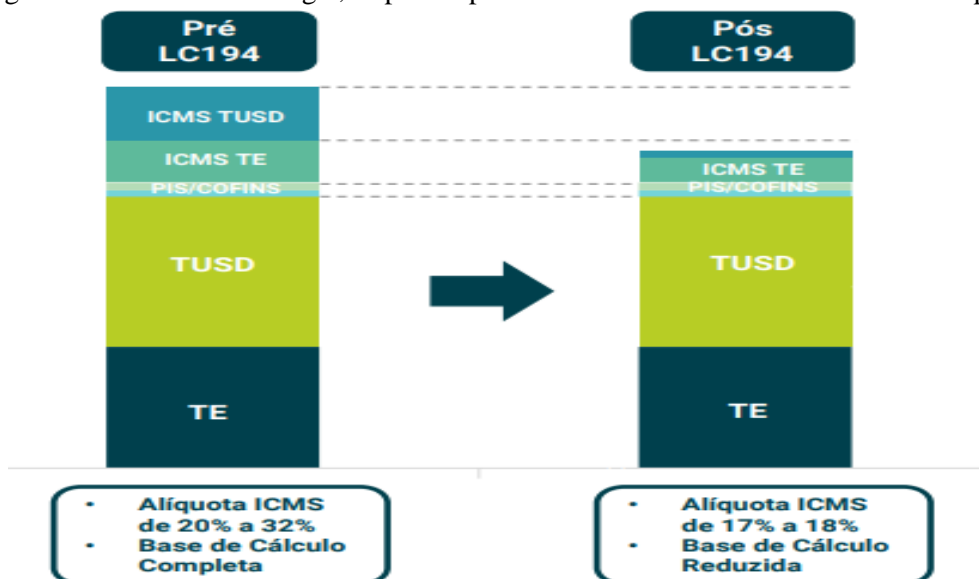 Pré
LC194
Pós
LC194
ICMS TUSD
ICMS TE
PIS/COFINS
TUSD
TE
ICMS TE
PIS/COFINS
TUSD
TE
• Alíquota ICMS
de 20% a 32%
• Base de Cálculo
Completa
• Alíquota ICMS
de 17% a 18%
• Base de Cálculo
Reduzida